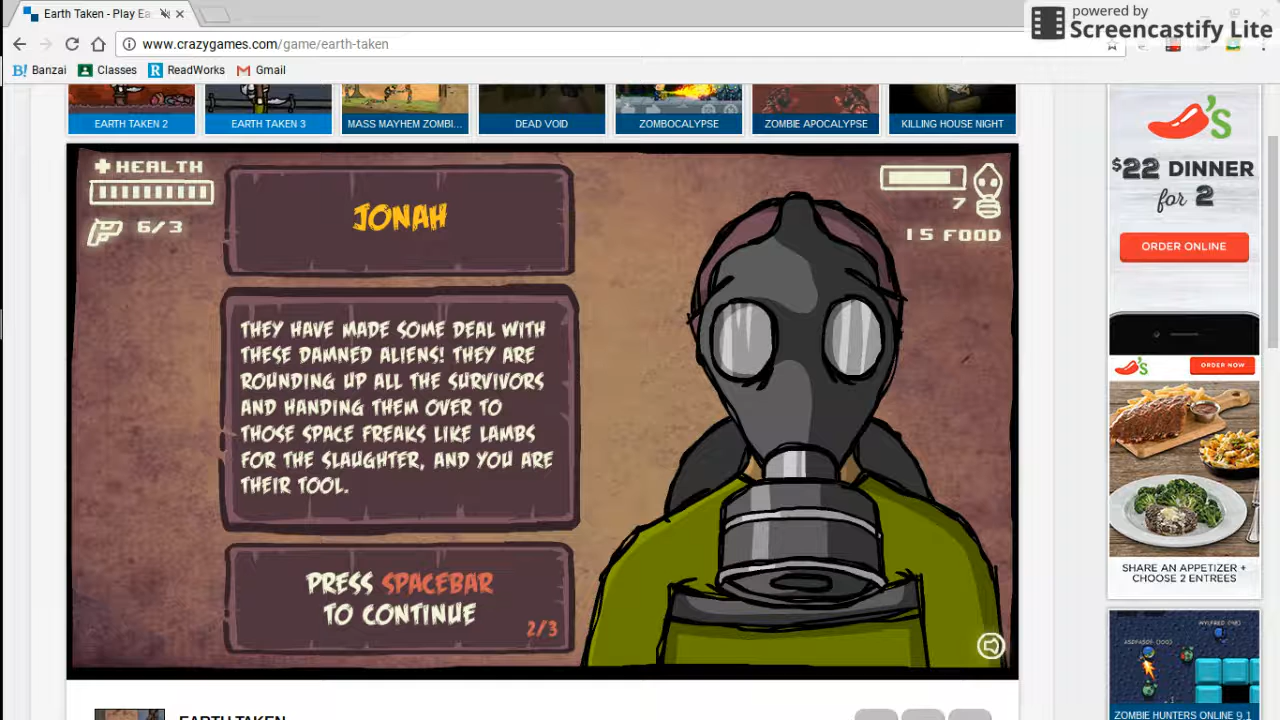 Earth Taken - Play Ea
powered by
Screencastify Lite
www.crazygames.com/game/earth-taken
B! Banzai Classes R ReadWorks Gmail
EARTH TAKEN 2
EARTH TAKEN 3
MASS MAYHEM ZOMBI...
DEAD VOID
ZOMBOCALYPSE
ZOMBIE APOCALYPSE
KILLING HOUSE NIGHT
HEALTH
6/3
7
15 FOOD
JONAH
THEY HAVE MADE SOME DEAL WITH
THESE DAMNED ALIENS! THEY ARE
ROUNDING UP ALL THE SURVIVORS
AND HANDING THEM OVER TO
THOSE SPACE FREAKS LIKE LAMBS
FOR THE SLAUGHTER, AND YOU ARE
THEIR TOOL.
PRESS SPACEBAR
TO CONTINUE
2/3
'S
$22 DINNER
for 2
ORDER ONLINE
ORDER NOW
SHARE AN APPETIZER +
CHOOSE 2 ENTREES
ZOMBIE HUNTERS ONLINE 9.1
EARTH TAKEN